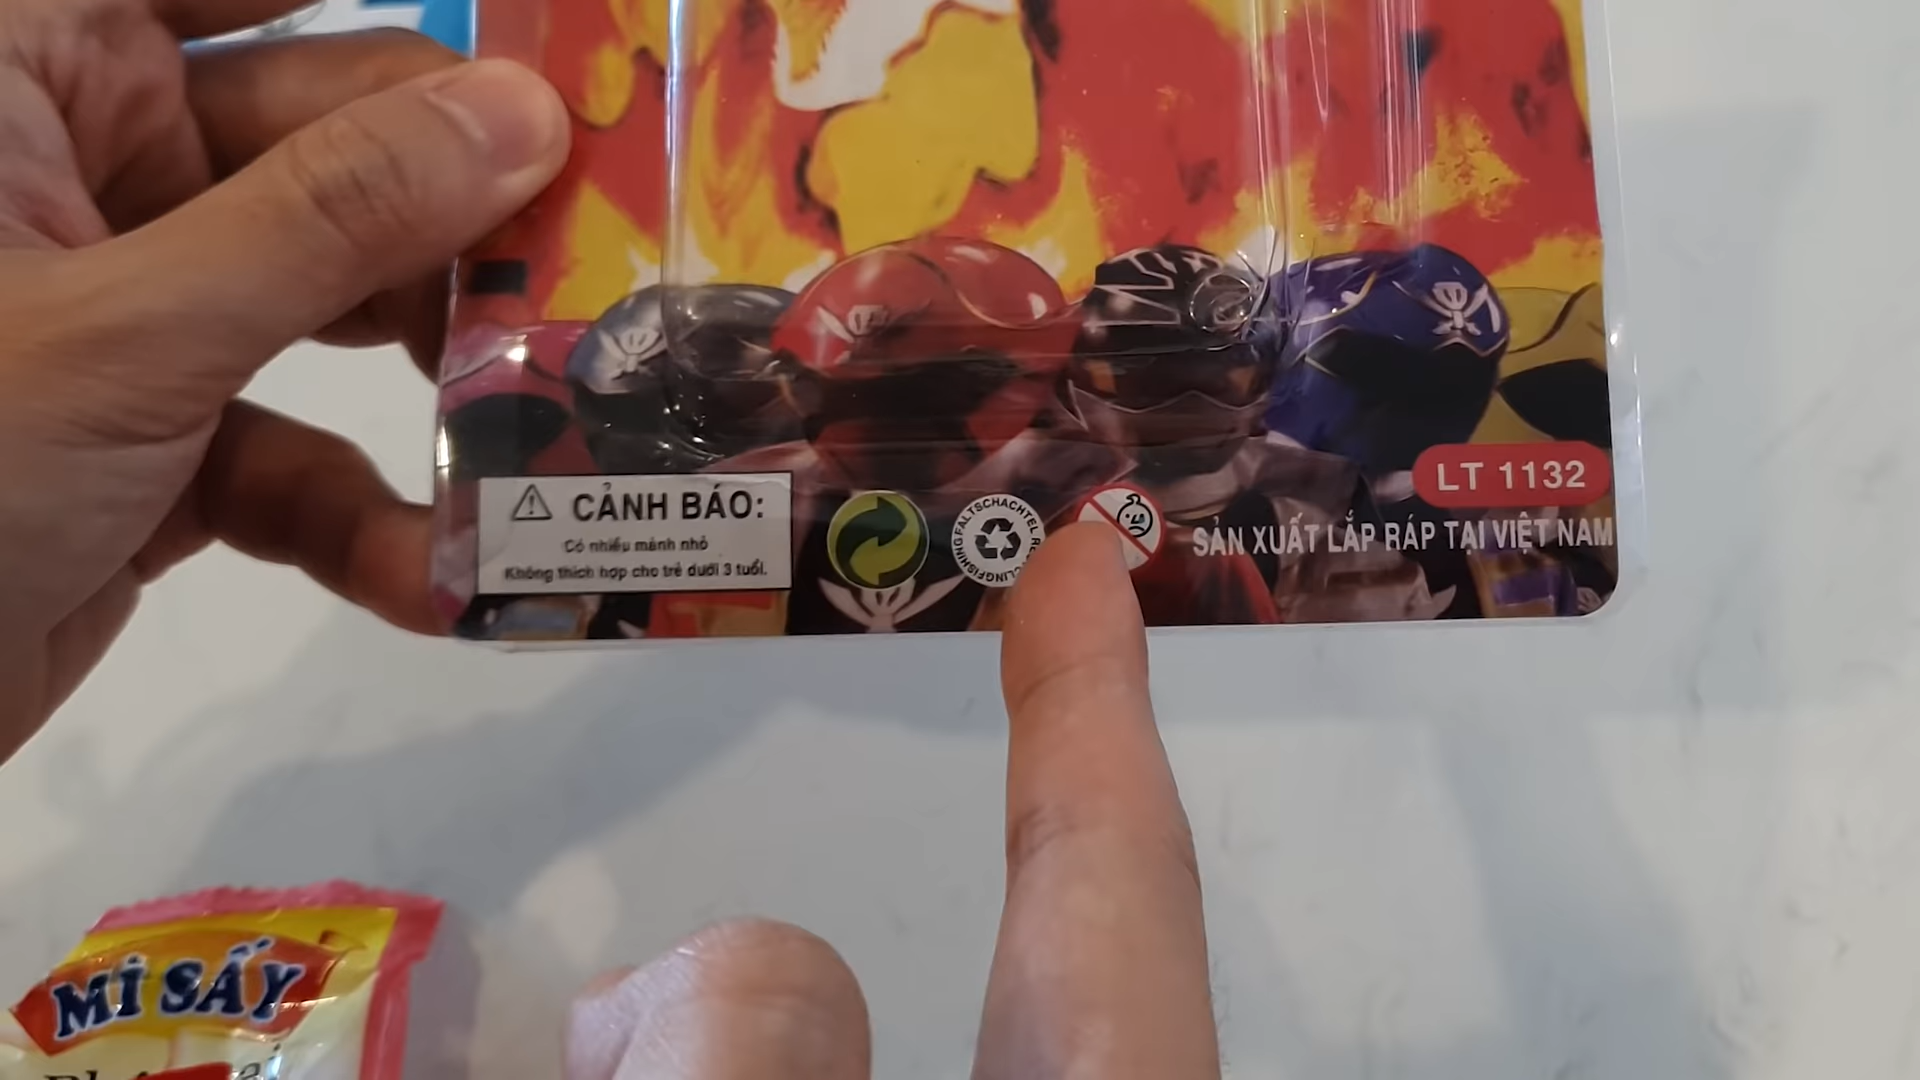 LT 1132
CẢNH BÁO:
Có nhiều mảnh nhỏ
Không thích hợp cho trẻ dưới 3 tuổi.
SẢN XUẤT LẮP RÁP TẠI VIỆT NAM
MÌ SẤY